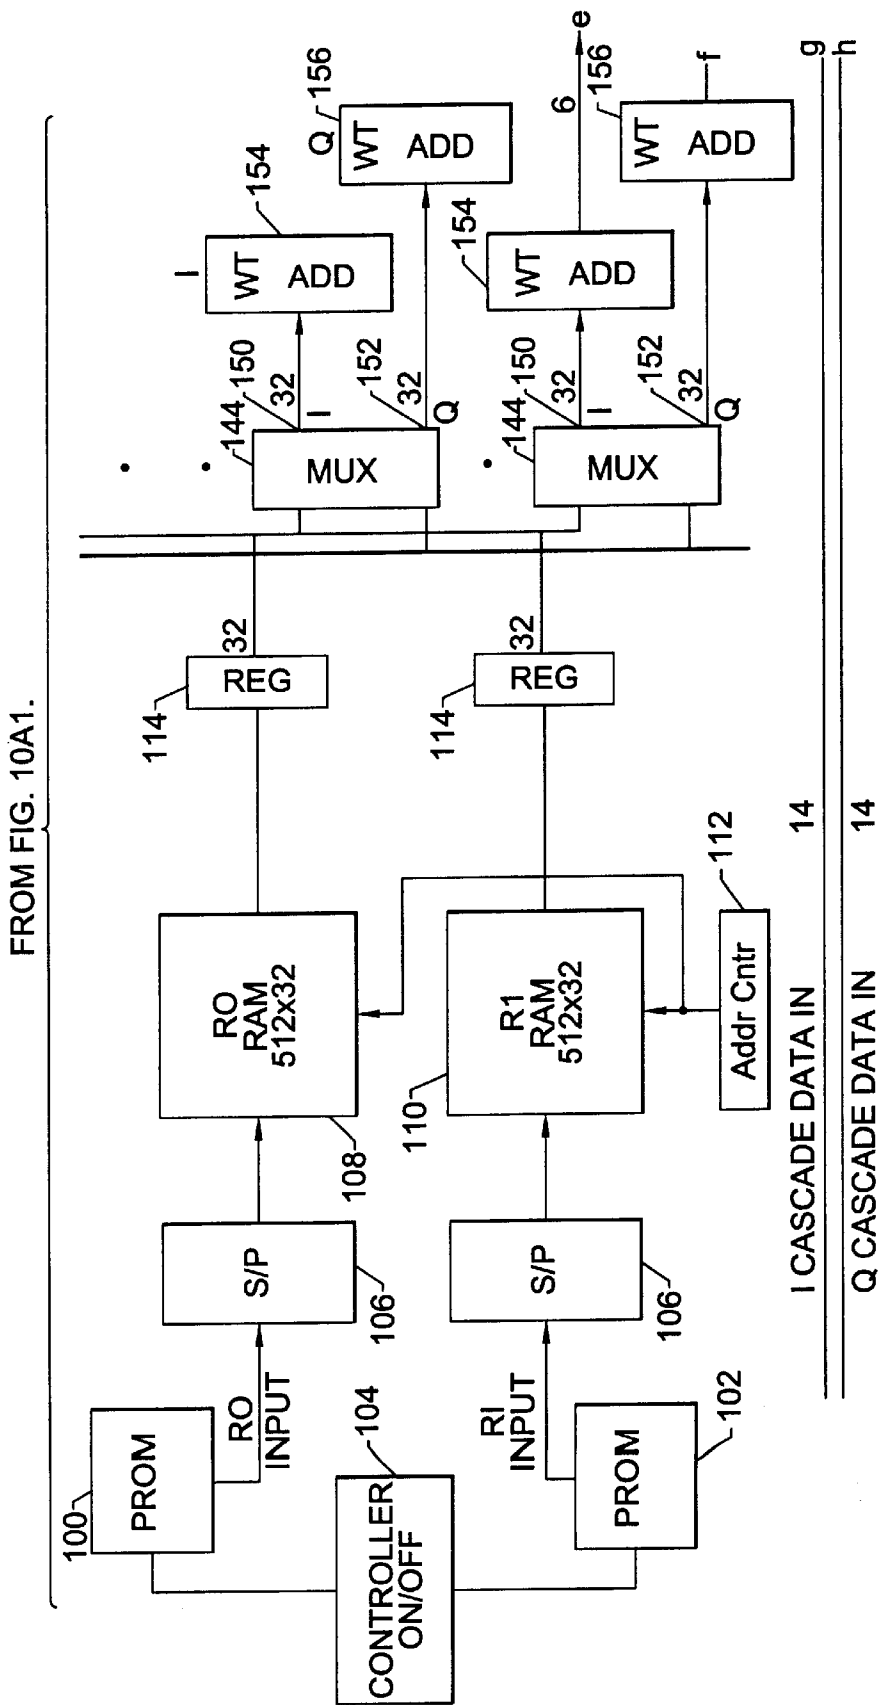 FROM FIG. 10A1.
100
PROM
RO
INPUT
104
CONTROLLER
ON/OFF
RI
INPUT
PROM
102
S/P
106
S/P
106
RO
RAM
512x32
108
R1
RAM
512x32
110
Addr Cntr
112
114
REG
32
114
REG
32
144
MUX
150
32
I
152
32
Q
144
MUX
150
32
I
152
32
Q
I
WT
ADD
154
Q
WT
ADD
156
WT
ADD
154
6
e
WT
ADD
156
f
I CASCADE DATA IN
14
g
Q CASCADE DATA IN
14
h